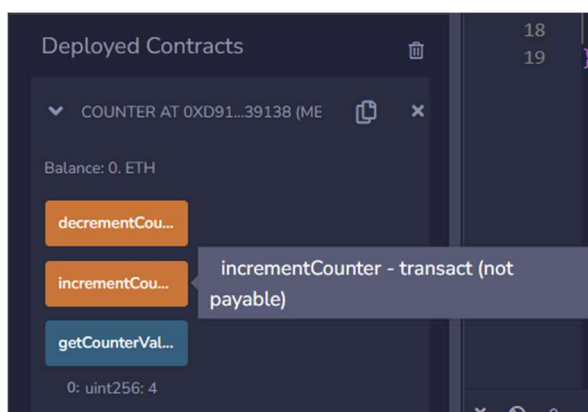 18
Deployed Contracts
19
COUNTER AT 0XD91...39138 (ME
Balance: 0. ETH
decrementCou...
incrementCou...
incrementCounter - transact (not
payable)
getCounterVal...
0: uint256: 4